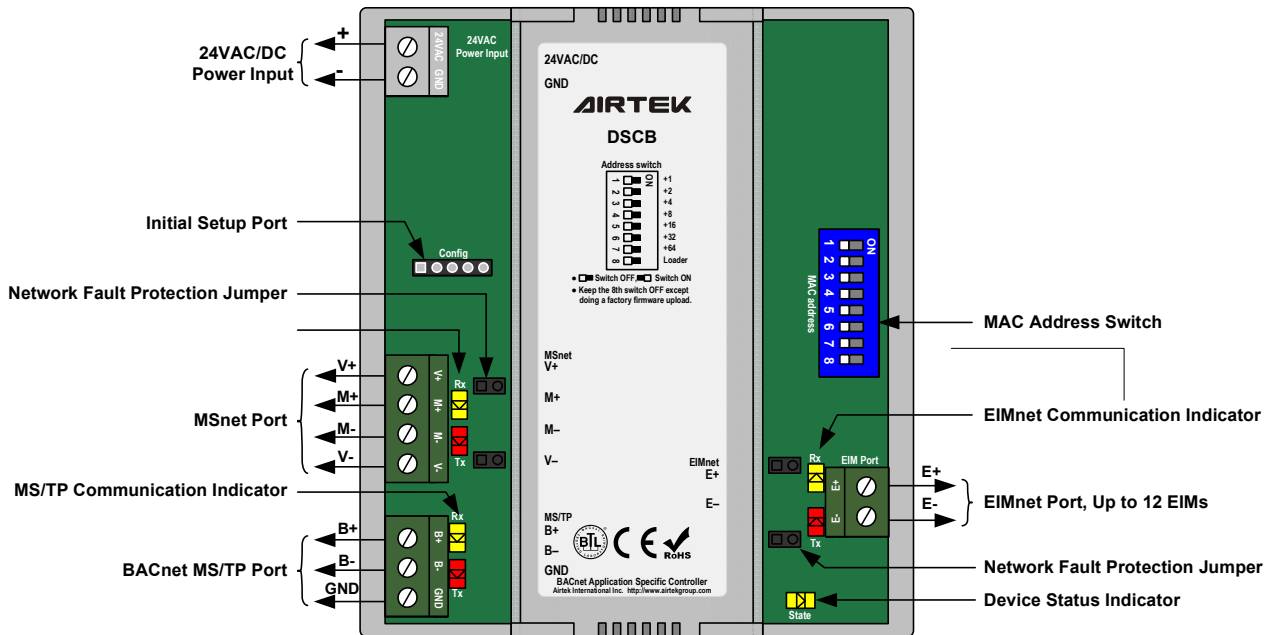 24VAC/DC
Power Input
+
-
24VAC
GND
24VAC
Power Input
Initial Setup Port
Config
Network Fault Protection Jumper
MSnet Port
V+
M+
M-
V-
V+
M+
M-
V-
Rx
Tx
MS/TP Communication Indicator
BACnet MS/TP Port
B+
B-
GND
B+
B-
GND
Rx
Tx
24VAC/DC
GND
AIRTEK
DSCB
Address switch
ON
1 +1
2 +2
3 +4
4 +8
5 +16
6 +32
7 +64
8 Loader
● Switch OFF, Switch ON
● Keep the 8th switch OFF except
doing a factory firmware upload.
MSnet
V+
M+
M–
V–
EIMnet
E+
E–
MS/TP
B+
B–
GND
BTL CE RoHS
BACnet Application Specific Controller
Airtek International Inc. http://www.airtekgroup.com
MAC address
ON
1
2
3
4
5
6
7
8
MAC Address Switch
EIMnet Communication Indicator
Rx
EIM Port
E+
E-
Tx
E+
E-
EIMnet Port, Up to 12 EIMs
Network Fault Protection Jumper
Device Status Indicator
State